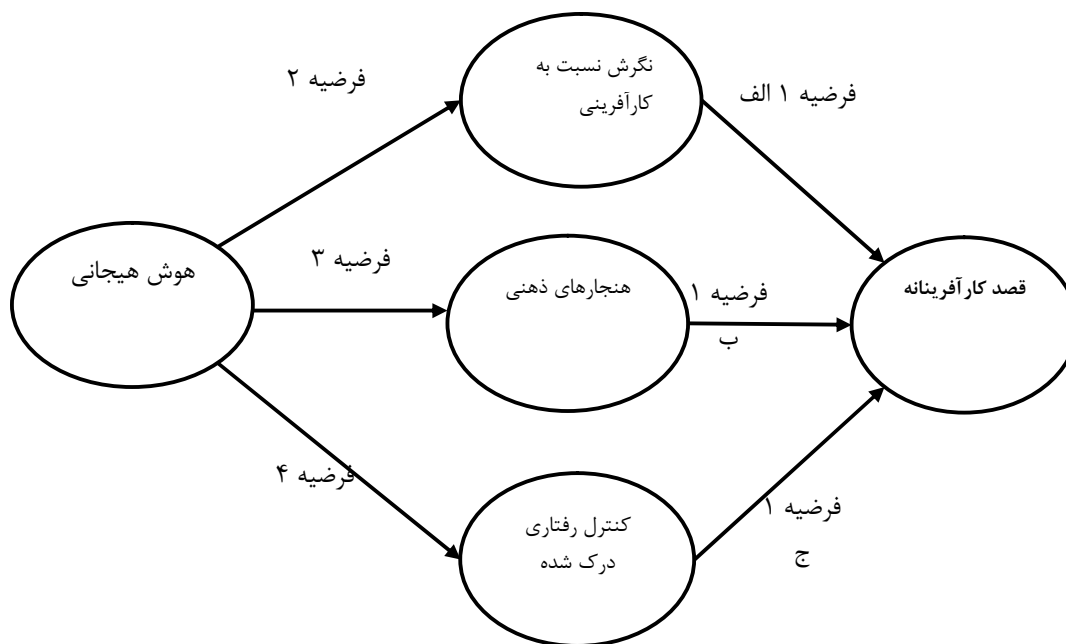 نگرش نسبت به
کارآفرینی
فرضیه ۲
فرضیه ۱ الف
هوش هیجانی
فرضیه ۳
هنجارهای ذهنی
فرضیه ۱
ب
قصد کارآفرینانه
فرضیه ۴
کنترل رفتاری
درک شده
فرضیه ۱
ج